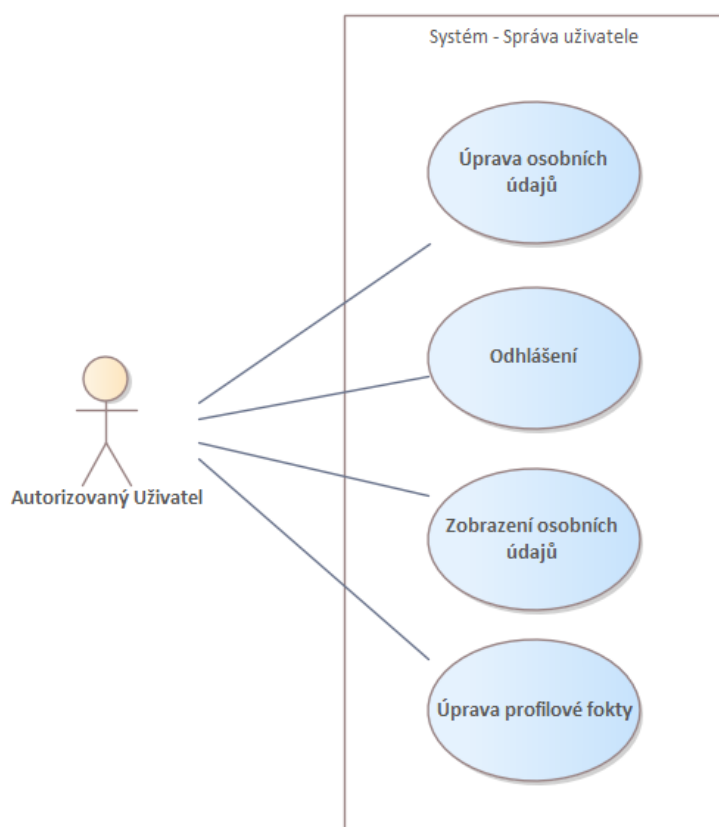 Systém - Správa uživatele
Úprava osobních
údajů
Odhlášení
Autorizovaný Uživatel
Zobrazení osobních
údajů
Úprava profilové fokty